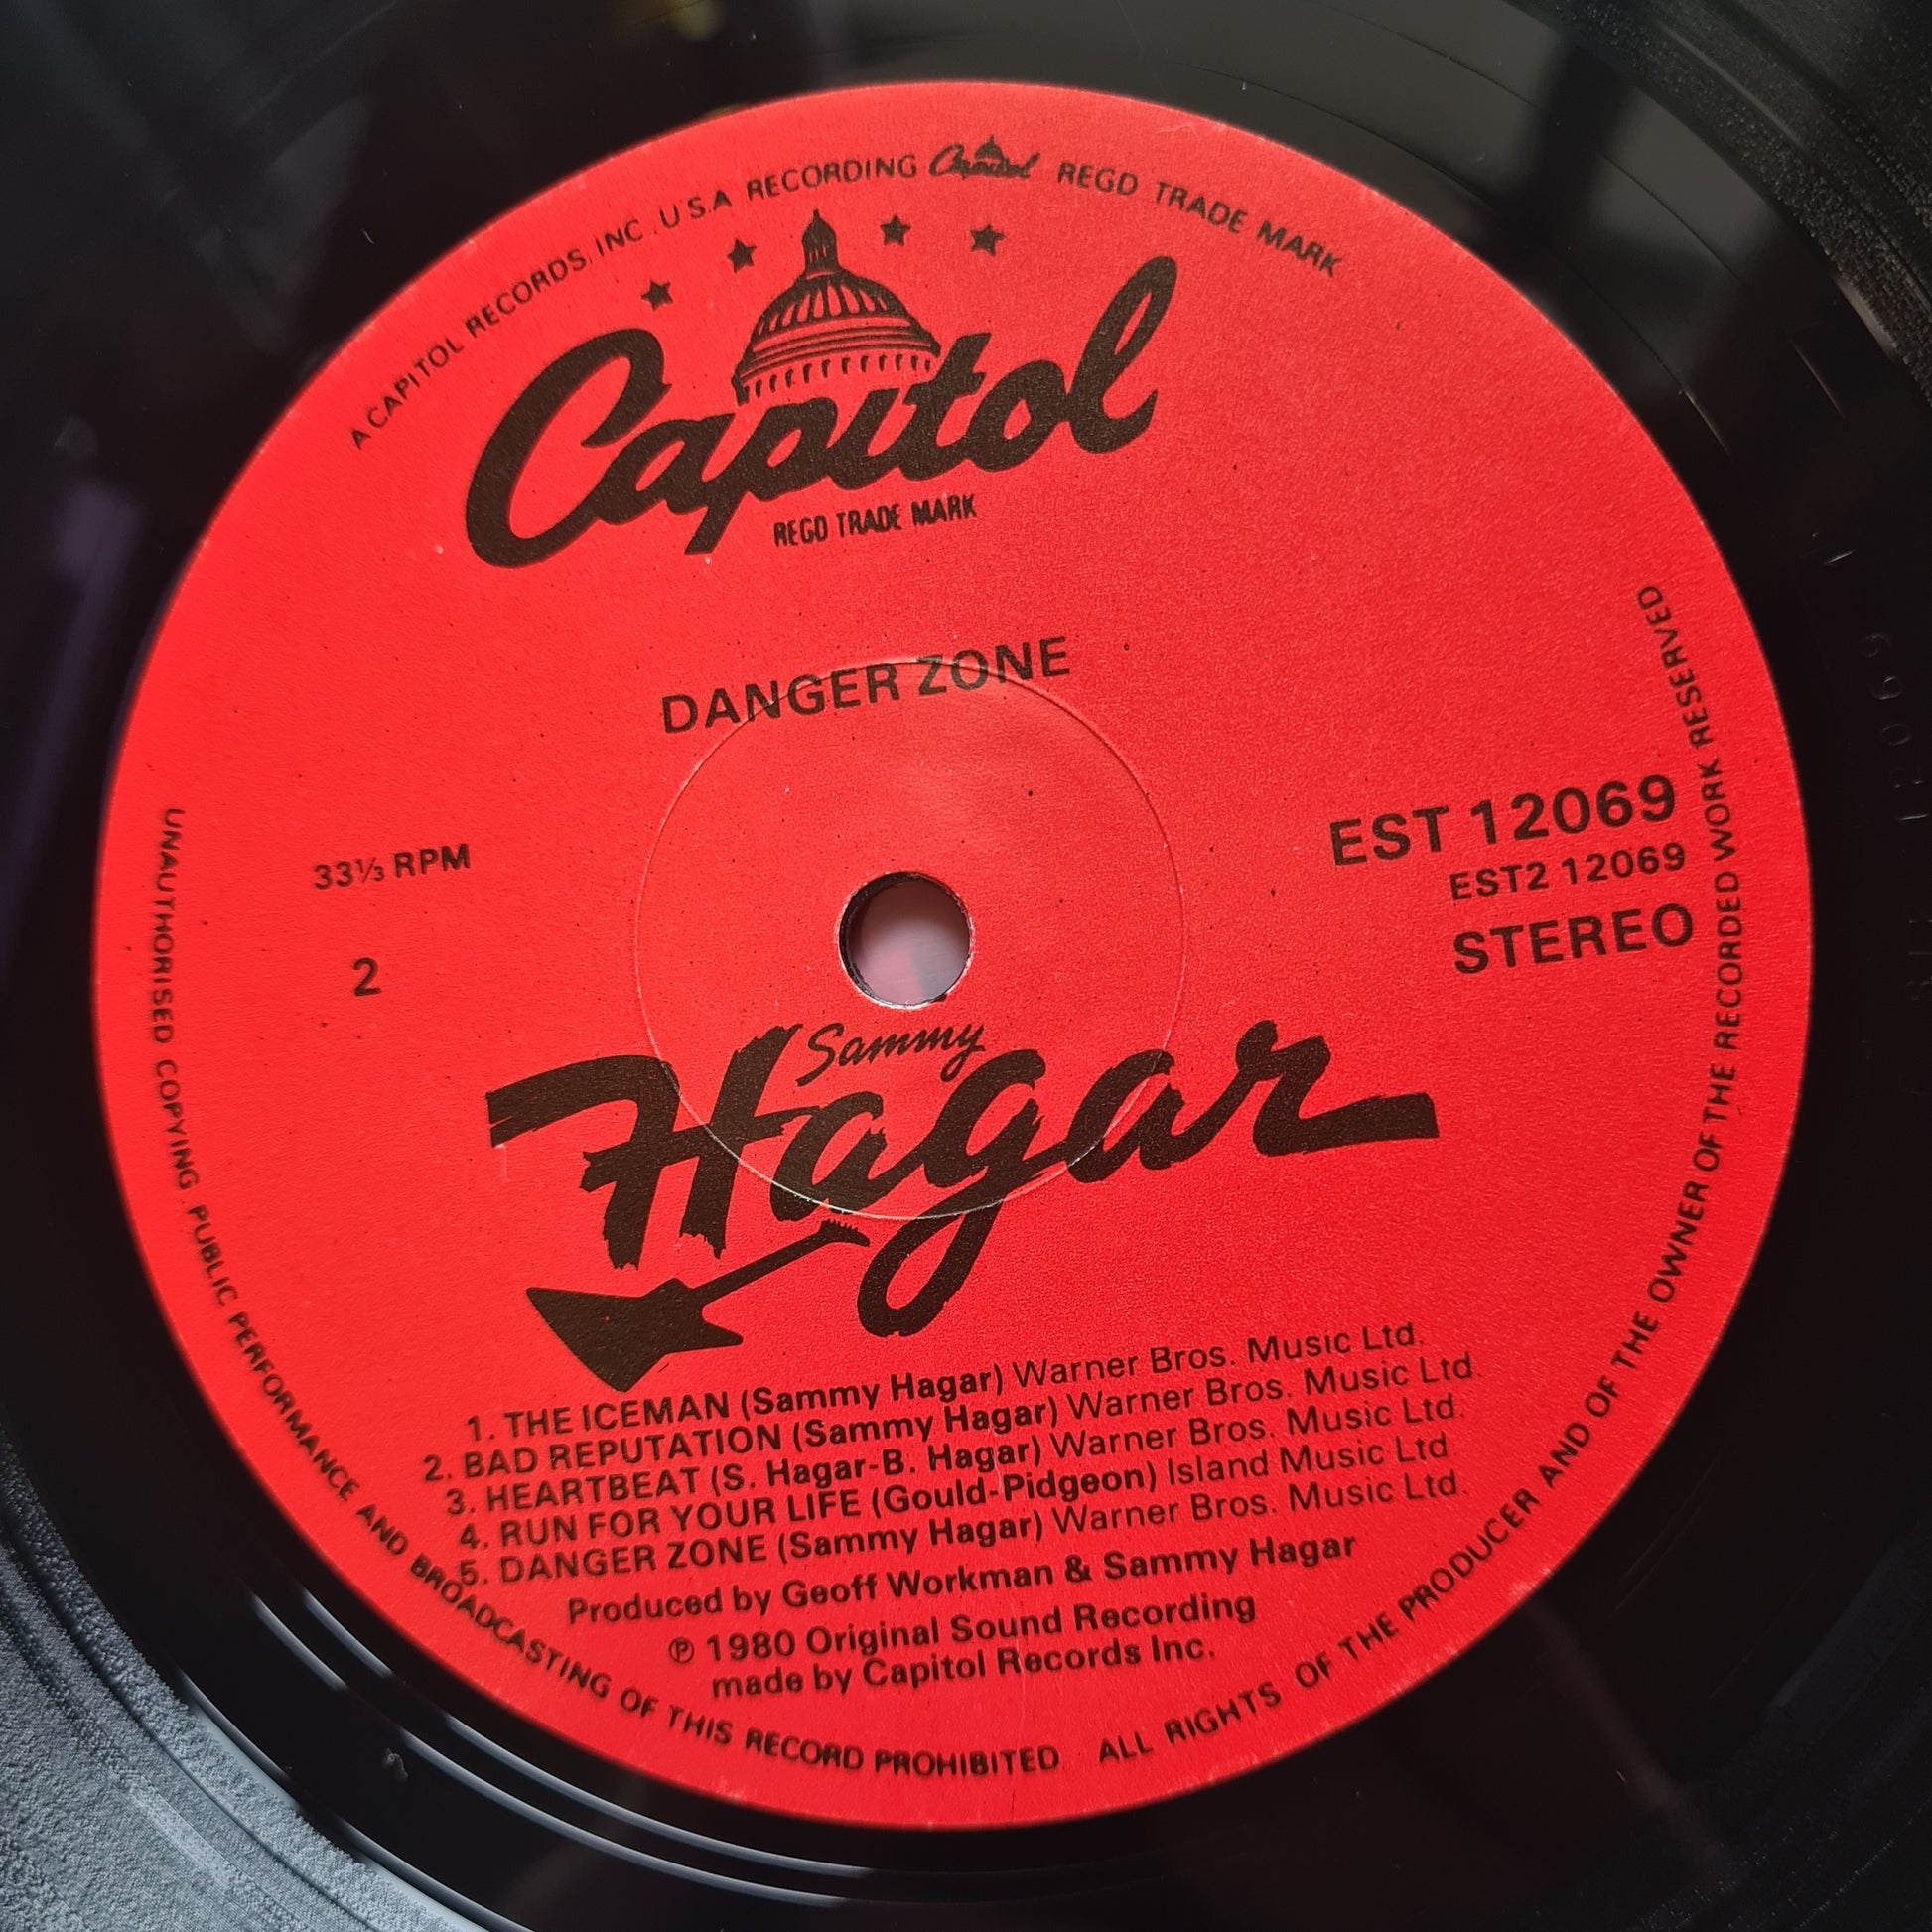 A CAPITOL RECORDS. INC. U.S.A RECORDING Capitol REGD TRADE MARK
Capitol
REGD TRADE MARK
DANGER ZONE
33⅓ RPM
2
EST 12069
EST2 12069
STEREO
Sammy
Hagar
1. THE ICEMAN (Sammy Hagar) Warner Bros. Music Ltd.
2. BAD REPUTATION (Sammy Hagar) Warner Bros. Music Ltd.
3. HEARTBEAT (S. Hagar-B. Hagar) Warner Bros. Music Ltd.
4. RUN FOR YOUR LIFE (Gould-Pidgeon) Island Music Ltd
5. DANGER ZONE (Sammy Hagar) Warner Bros. Music Ltd.
Produced by Geoff Workman & Sammy Hagar
℗ 1980 Original Sound Recording
made by Capitol Records Inc.
UNAUTHORISED COPYING. PUBLIC PERFORMANCE AND BROADCASTING OF THIS RECORD PROHIBITED ALL RIGHTS OF THE PRODUCER AND OF THE OWNER OF THE RECORDED WORK RESERVED